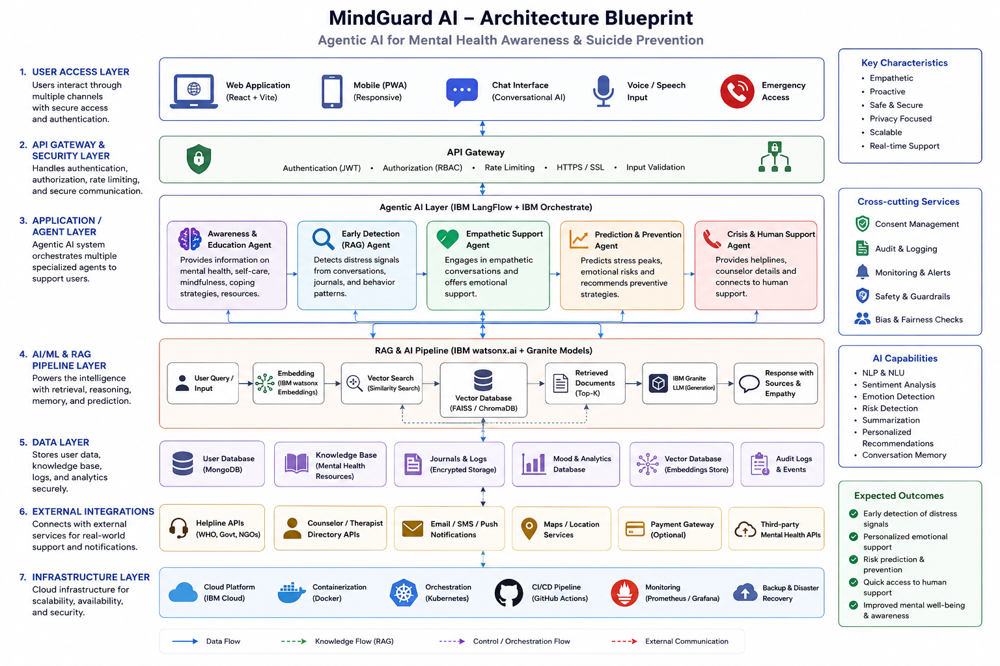 MindGuard AI – Architecture Blueprint
Agentic AI for Mental Health Awareness & Suicide Prevention
1. USER ACCESS LAYER
Users interact through
multiple channels
with secure access
and authentication.
Web Application
(React + Vite)
Mobile (PWA)
(Responsive)
Chat Interface
(Conversational AI)
Voice / Speech
Input
Emergency
Access
2. API GATEWAY &
SECURITY LAYER
Handles authentication,
authorization, rate limiting,
and secure communication.
API Gateway
Authentication (JWT) • Authorization (RBAC) • Rate Limiting • HTTPS / SSL • Input Validation
3. APPLICATION /
AGENT LAYER
Agentic AI system
orchestrates multiple
specialized agents to
support users.
Agentic AI Layer (IBM LangFlow + IBM Orchestrate)
Awareness &
Education Agent
Provides information on
mental health, self-care,
mindfulness, coping
strategies, resources.
Early Detection
(RAG) Agent
Detects distress signals
from conversations,
journals, and behavior
patterns.
Empathetic Support
Agent
Engages in empathetic
conversations and
offers emotional
support.
Prediction & Prevention
Agent
Predicts stress peaks,
emotional risks and
recommends preventive
strategies.
Crisis & Human Support
Agent
Provides helplines,
counselor details and
connects to human
support.
4. AI/ML & RAG
PIPELINE LAYER
Powers the intelligence
with retrieval, reasoning,
memory, and prediction.
RAG & AI Pipeline (IBM watsonx.ai + Granite Models)
User Query /
Input
Embedding
(IBM watsonx
Embeddings)
Vector Search
(Similarity Search)
Vector Database
(FAISS / ChromaDB)
Retrieved
Documents
(Top-K)
IBM Granite
LLM (Generation)
Response with
Sources &
Empathy
5. DATA LAYER
Stores user data,
knowledge base,
logs, and analytics
securely.
User Database
(MongoDB)
Knowledge Base
(Mental Health
Resources)
Journals & Logs
(Encrypted Storage)
Mood & Analytics
Database
Vector Database
(Embeddings Store)
Audit Logs
& Events
6. EXTERNAL INTEGRATIONS
Connects with external
services for real-world
support and notifications.
Helpline APIs
(WHO, Govt, NGOs)
Counselor / Therapist
Directory APIs
Email / SMS / Push
Notifications
Maps / Location
Services
Payment Gateway
(Optional)
Third-party
Mental Health APIs
7. INFRASTRUCTURE LAYER
Cloud infrastructure for
scalability, availability,
and security.
Cloud Platform
(IBM Cloud)
Containerization
(Docker)
Orchestration
(Kubernetes)
CI/CD Pipeline
(GitHub Actions)
Monitoring
(Prometheus / Grafana)
Backup & Disaster
Recovery
Data Flow
Knowledge Flow (RAG)
Control / Orchestration Flow
External Communication
Key Characteristics
• Empathetic
• Proactive
• Safe & Secure
• Privacy Focused
• Scalable
• Real-time Support
Cross-cutting Services
Consent Management
Audit & Logging
Monitoring & Alerts
Safety & Guardrails
Bias & Fairness Checks
AI Capabilities
• NLP & NLU
• Sentiment Analysis
• Emotion Detection
• Risk Detection
• Summarization
• Personalized
Recommendations
• Conversation Memory
Expected Outcomes
Early detection of distress
signals
Personalized emotional
support
Risk prediction &
prevention
Quick access to human
support
Improved mental well-being
& awareness